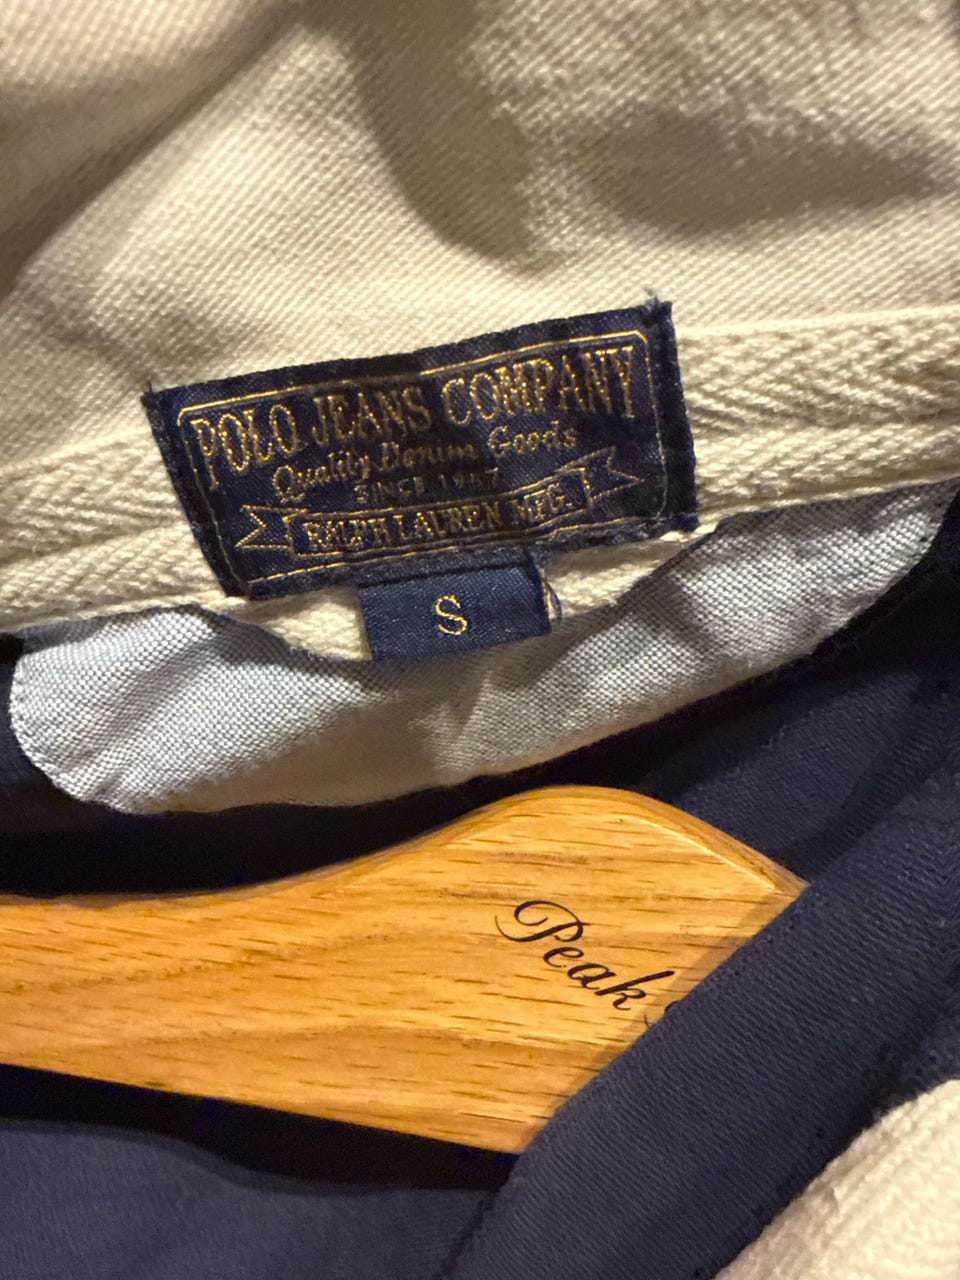 POLO JEANS COMPANY
Quality Denim Goods
SINCE 1967
RALPH LAUREN MFG.
S
Peak